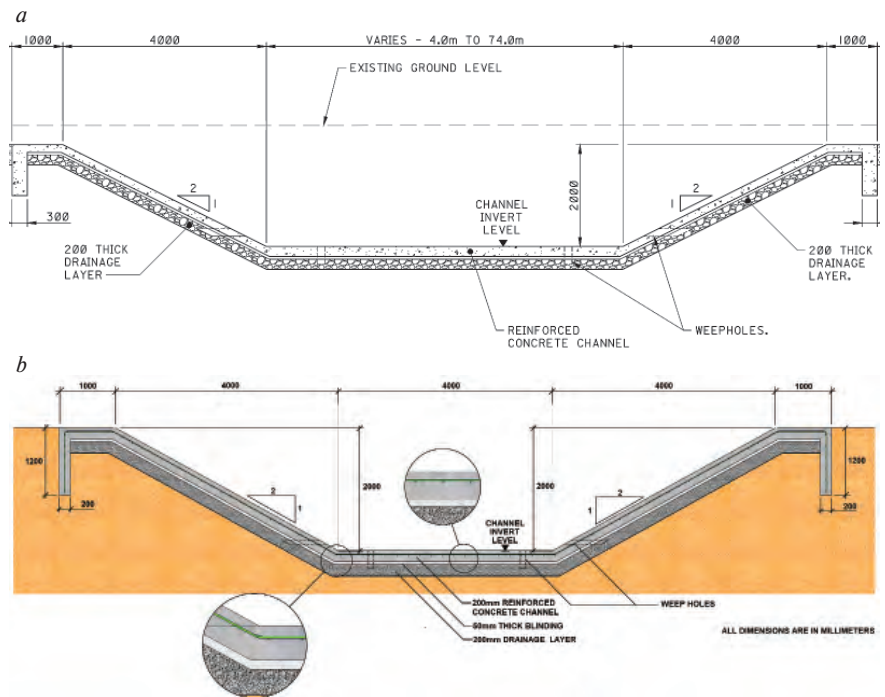 a
1000
4000
VARIES - 4.0m TO 74.0m
4000
1000
EXISTING GROUND LEVEL
2
1
CHANNEL
INVERT
LEVEL
2000
2
1
300
200 THICK
DRAINAGE
LAYER
200 THICK
DRAINAGE
LAYER.
REINFORCED
CONCRETE CHANNEL
WEEPHOLES.
b
1000
4000
4000
4000
1000
1200
2000
2000
1200
2
1
2
1
200
200
CHANNEL
INVERT
LEVEL
200mm REINFORCED
CONCRETE CHANNEL
50mm THICK BLINDING
200mm DRAINAGE LAYER
WEEP HOLES
ALL DIMENSIONS ARE IN MILLIMETERS